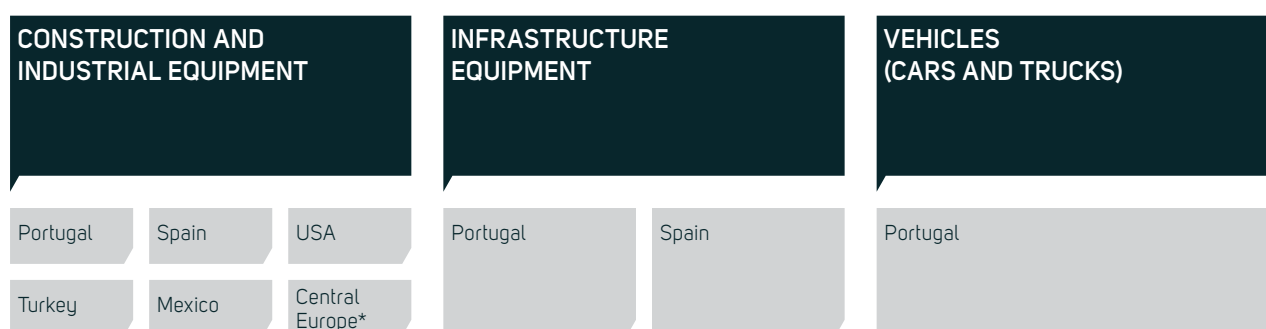 CONSTRUCTION AND
INDUSTRIAL EQUIPMENT
INFRASTRUCTURE
EQUIPMENT
VEHICLES
(CARS AND TRUCKS)
Portugal
Spain
USA
Portugal
Spain
Portugal
Turkey
Mexico
Central
Europe*